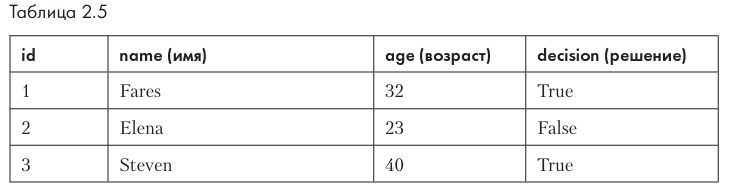 Таблица 2.5
id name (имя) age (возраст) decision (решение)
1 Fares 32 True
2 Elena 23 False
3 Steven 40 True